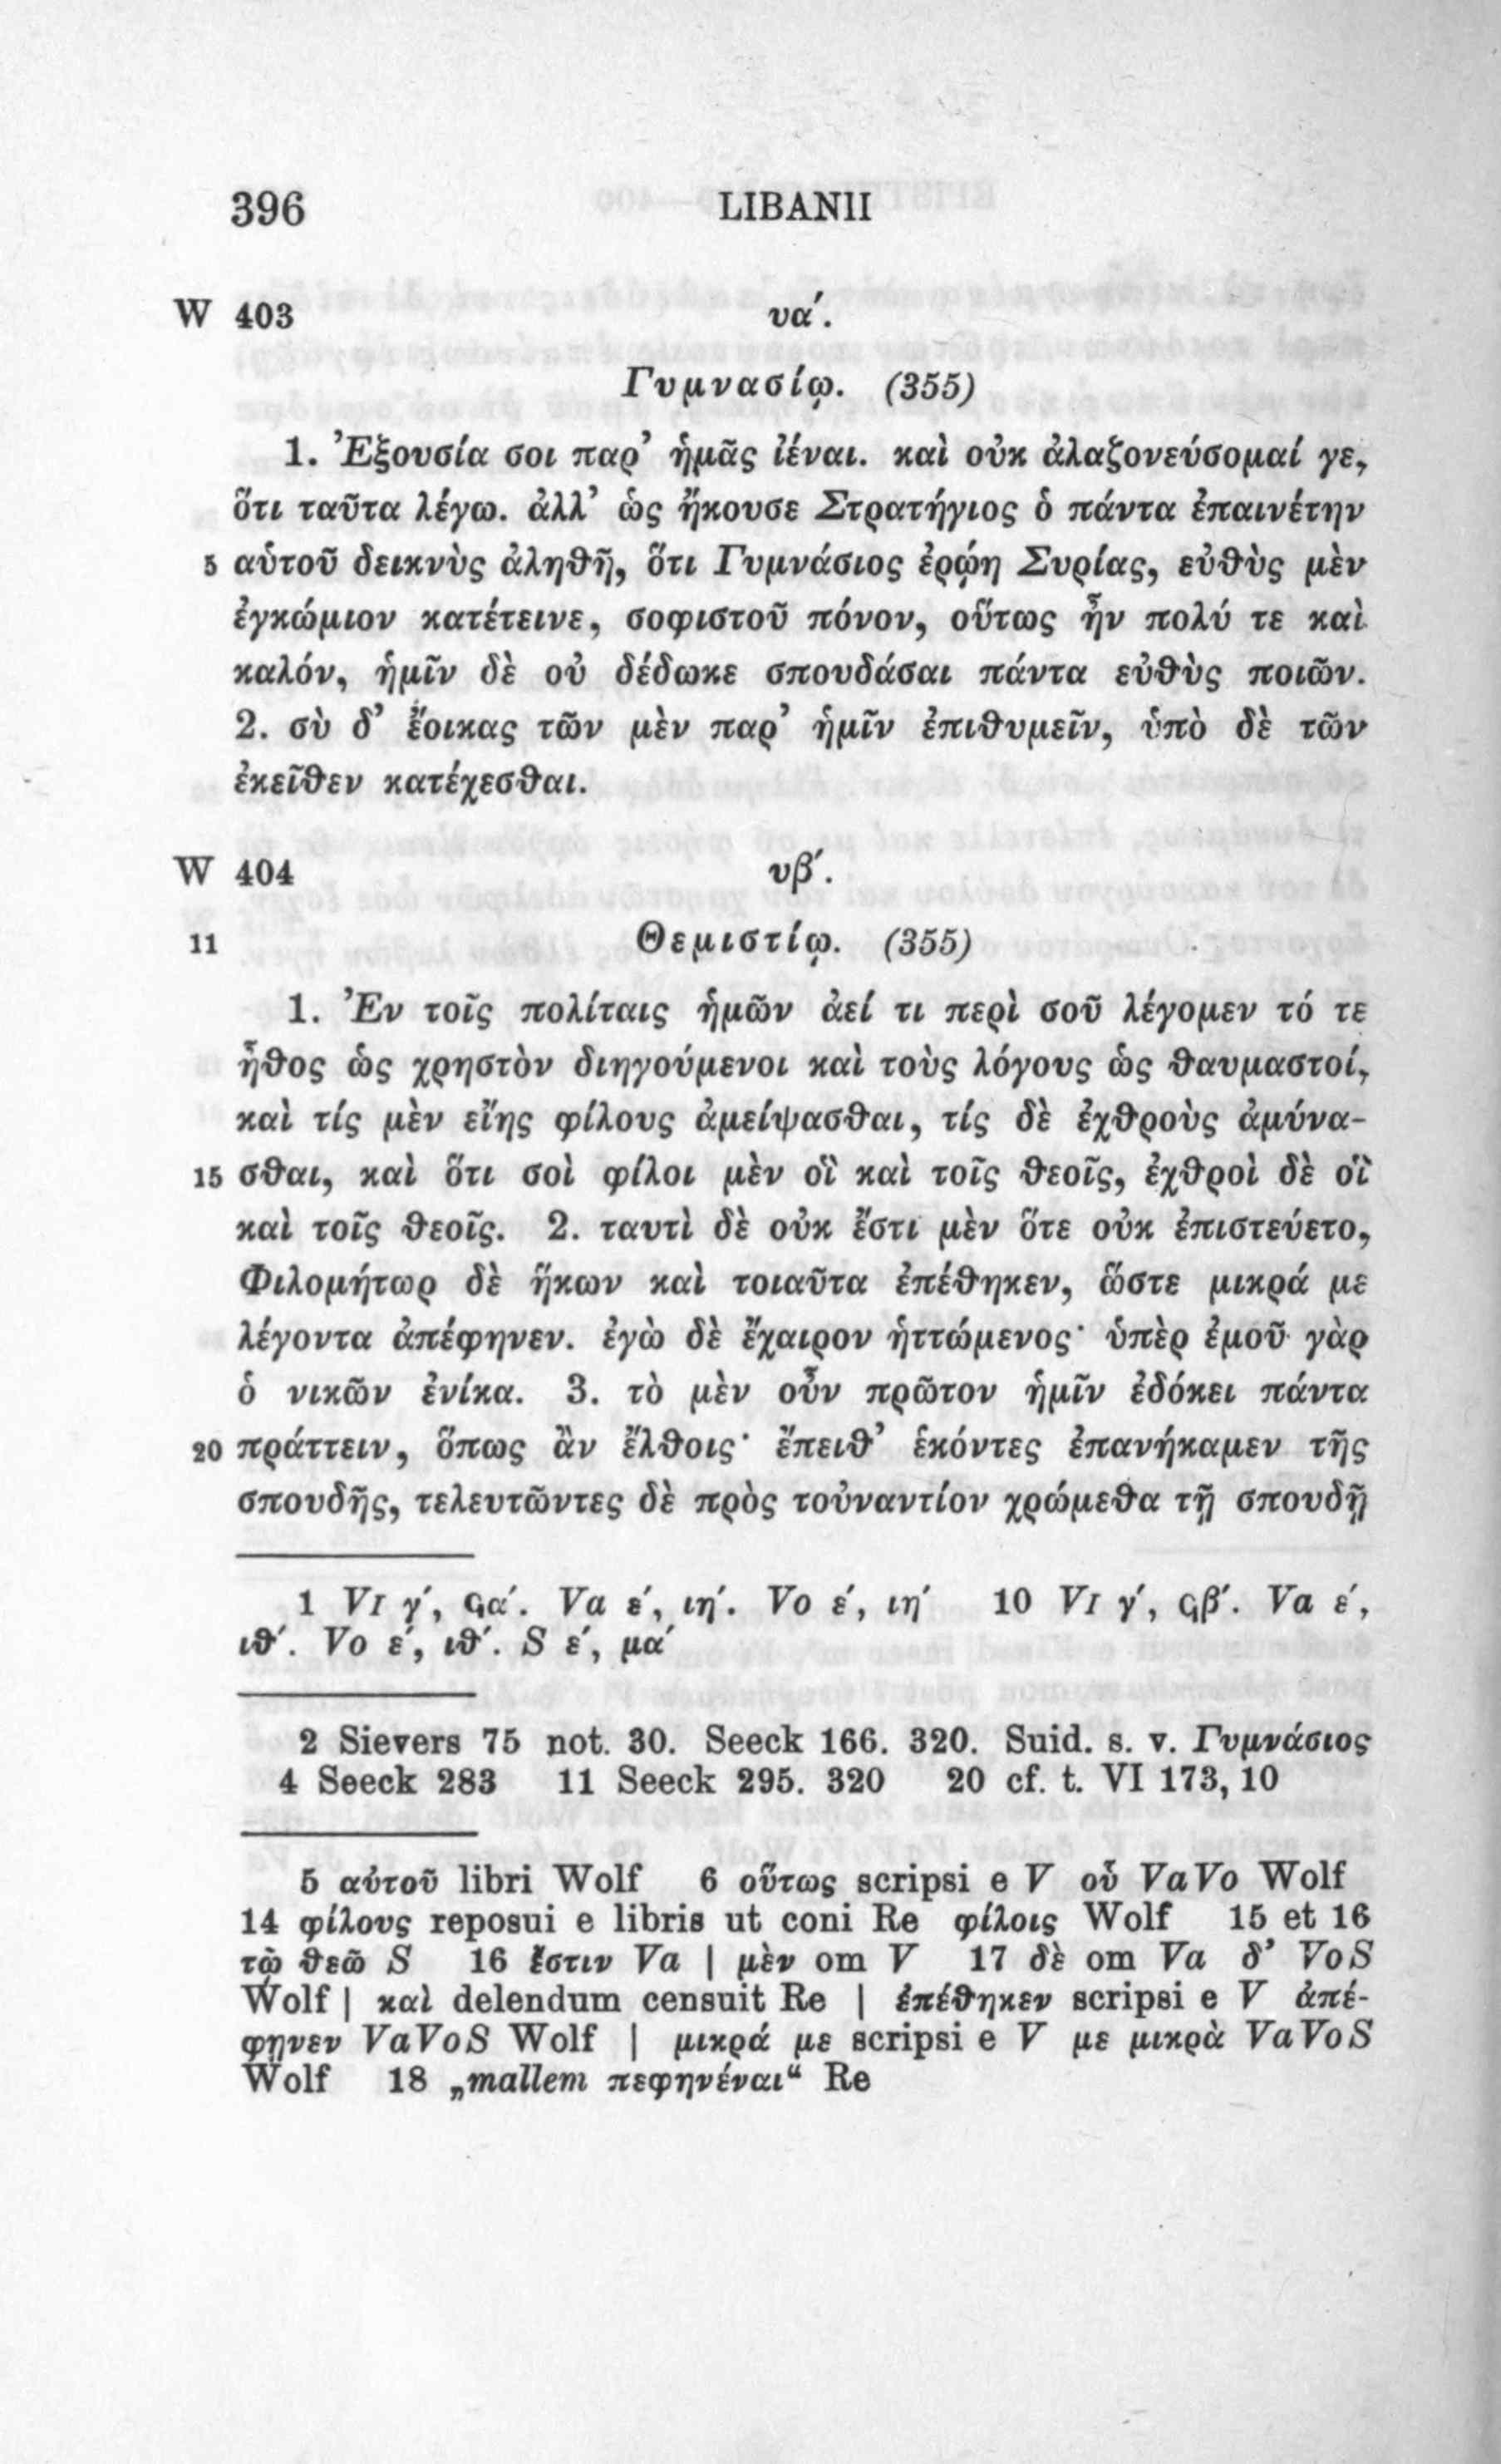 396 LIBANII
W 403 υα΄.
Γυμνασίῳ. (355)
1. Ἐξουσία σοι παρ’ ἡμᾶς ἰέναι. καὶ οὐκ ἀλαζονεύσομαί γε,
ὅτι ταῦτα λέγω. ἀλλ’ ὡς ἤκουσε Στρατήγιος ὁ πάντα ἐπαινέτην
5 αὑτοῦ δεικνὺς ἀληθῆ, ὅτι Γυμνάσιος ἐρῴη Συρίας, εὐθὺς μὲν
ἐγκώμιον κατέτεινε, σοφιστοῦ πόνον, οὕτως ἦν πολύ τε καὶ
καλόν, ἡμῖν δὲ οὐ δέδωκε σπουδάσαι πάντα εὐθὺς ποιῶν.
2. σὺ δ’ ἔοικας τῶν μὲν παρ’ ἡμῖν ἐπιθυμεῖν, ὑπὸ δὲ τῶν
ἐκεῖθεν κατέχεσθαι.
W 404 υβ΄.
11 Θεμιστίῳ. (355)
1. Ἐν τοῖς πολίταις ἡμῶν ἀεί τι περὶ σοῦ λέγομεν τό τε
ἦθος ὡς χρηστὸν διηγούμενοι καὶ τοὺς λόγους ὡς θαυμαστοί,
καὶ τίς μὲν εἴης φίλους ἀμείψασθαι, τίς δὲ ἐχθροὺς ἀμύνα-
15 σθαι, καὶ ὅτι σοὶ φίλοι μὲν οἳ καὶ τοῖς θεοῖς, ἐχθροὶ δὲ οἳ
καὶ τοῖς θεοῖς. 2. ταυτὶ δὲ οὐκ ἔστι μὲν ὅτε οὐκ ἐπιστεύετο,
Φιλομήτωρ δὲ ἥκων καὶ τοιαῦτα ἐπέθηκεν, ὥστε μικρά με
λέγοντα ἀπέφηνεν. ἐγὼ δὲ ἔχαιρον ἡττώμενος· ὑπὲρ ἐμοῦ γὰρ
ὁ νικῶν ἐνίκα. 3. τὸ μὲν οὖν πρῶτον ἡμῖν ἐδόκει πάντα
20 πράττειν, ὅπως ἂν ἔλθοις· ἔπειθ’ ἑκόντες ἐπανήκαμεν τῆς
σπουδῆς, τελευτῶντες δὲ πρὸς τοὐναντίον χρώμεθα τῇ σπουδῇ
1 VI γ΄, ϟα΄. Va ε΄, ιη΄. Vo ε΄, ιη΄ 10 VI γ΄, ϟβ΄. Va ε΄,
ιθ΄. Vo ε΄, ιθ΄. S ε΄, μα΄
2 Sievers 75 not. 30. Seeck 166. 320. Suid. s. v. Γυμνάσιος
4 Seeck 283 11 Seeck 295. 320 20 cf. t. VI 173, 10
5 αὐτοῦ libri Wolf 6 οὕτως scripsi e V οὗ VaVo Wolf
14 φίλους reposui e libris ut coni Re φίλοις Wolf 15 et 16
τῷ θεῷ S 16 ἔστιν Va | μὲν om V 17 δὲ om Va δ’ VoS
Wolf | καὶ delendum censuit Re | ἐπέθηκεν scripsi e V ἀπέ-
φηνεν VaVoS Wolf | μικρά με scripsi e V με μικρὰ VaVoS
Wolf 18 „mallem πεφηνέναι“ Re